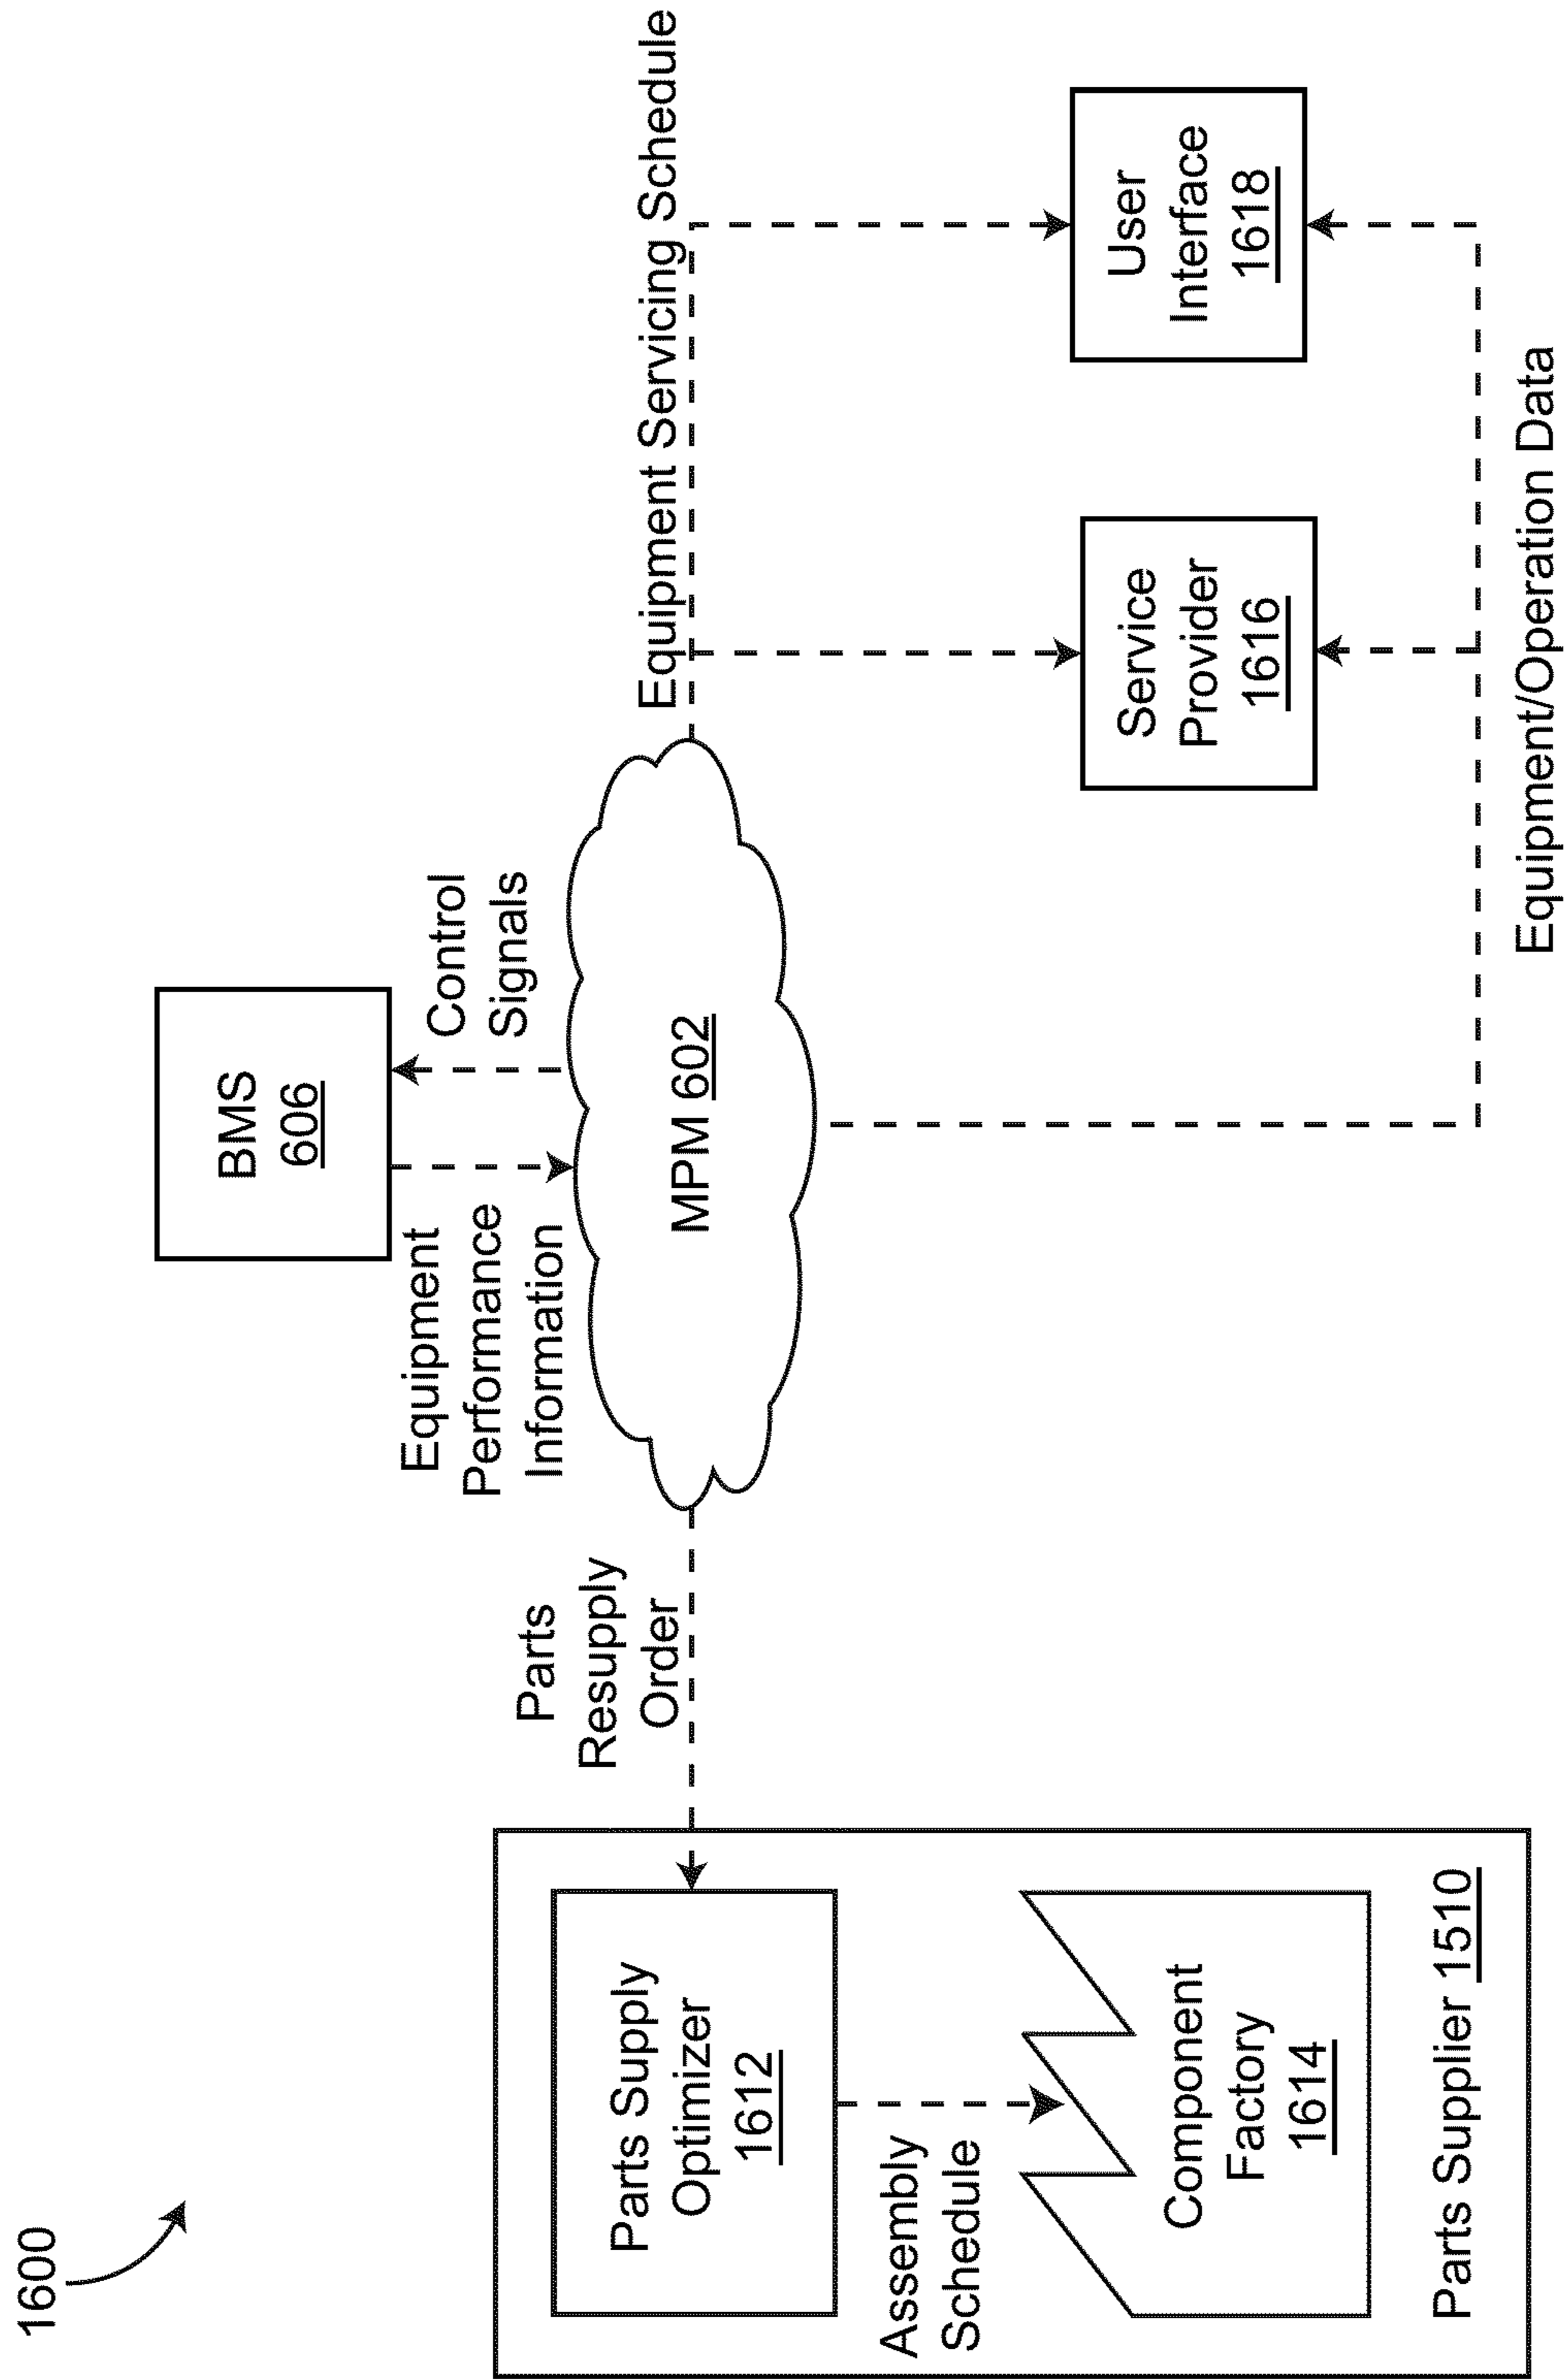 1600
BMS
606
Equipment
Performance
Information
Control
Signals
Parts
Resupply
Order
MPM 602
Equipment Servicing Schedule
Parts Supply
Optimizer
1612
Assembly
Schedule
Component
Factory
1614
Parts Supplier 1510
Service
Provider
1616
User
Interface
1618
Equipment/Operation Data